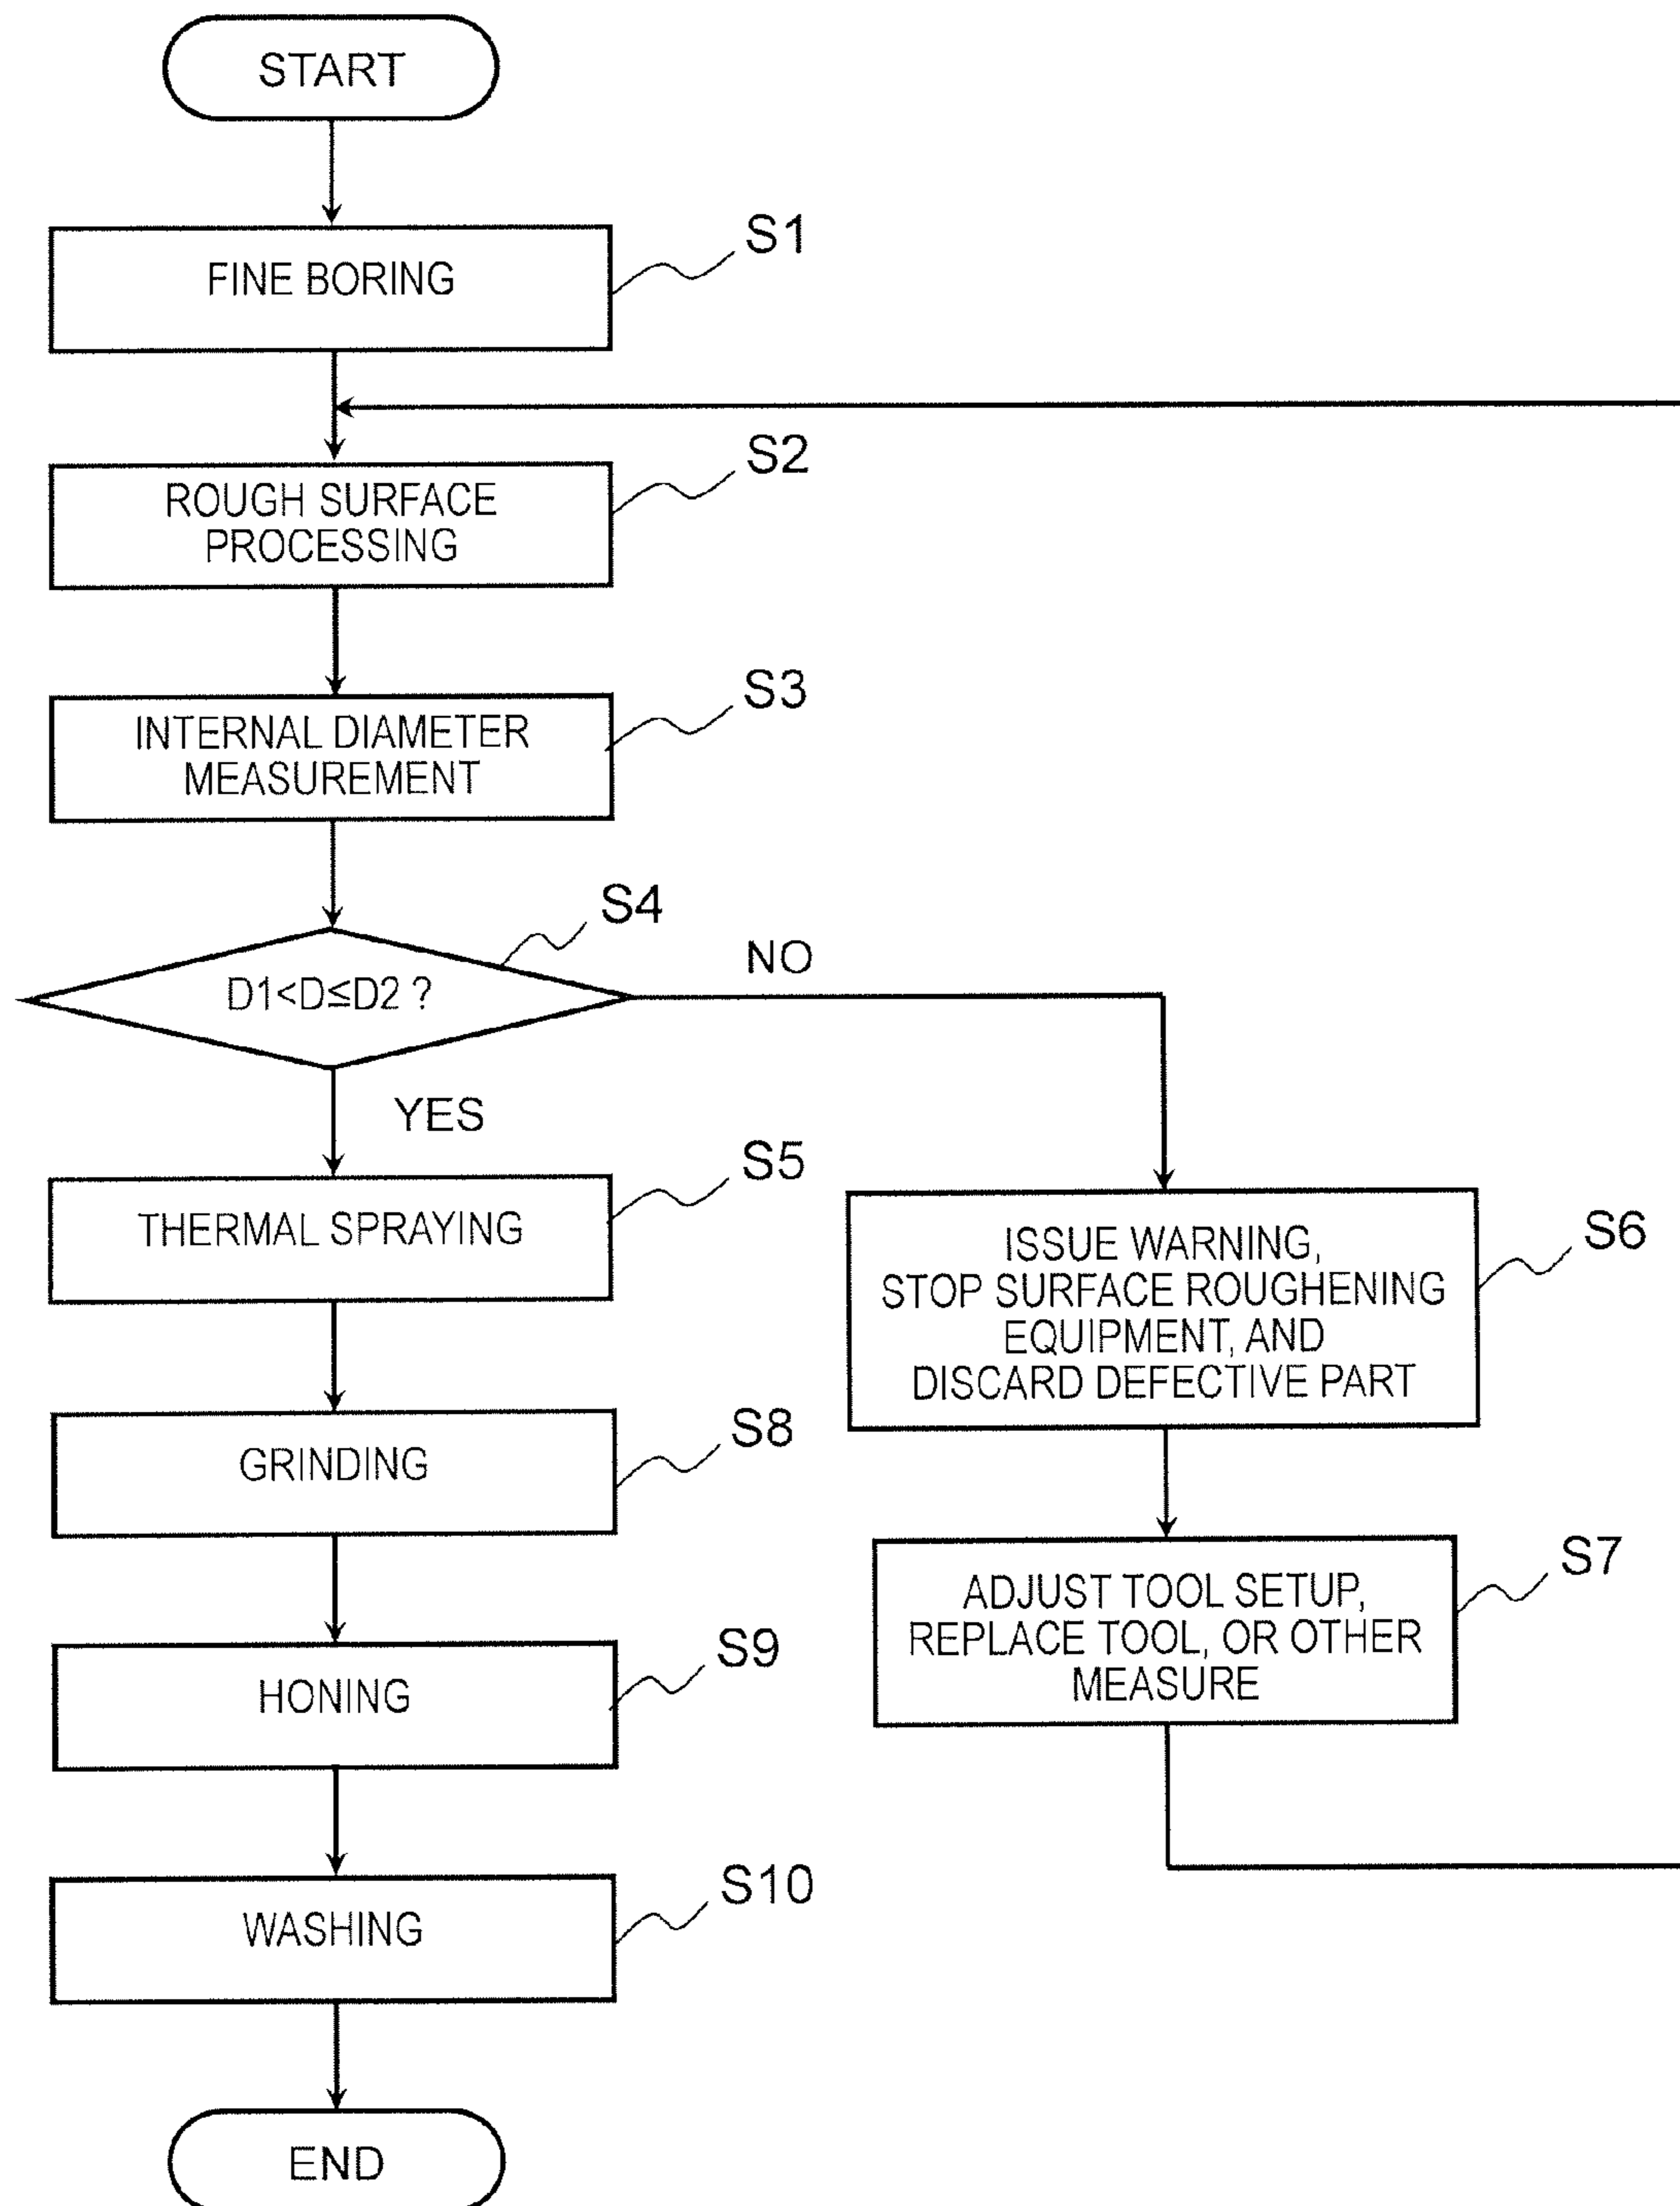 START
S1
FINE BORING
S2
ROUGH SURFACE
PROCESSING
S3
INTERNAL DIAMETER
MEASUREMENT
S4
D1<D≦D2 ?
NO
YES
S5
THERMAL SPRAYING
S6
ISSUE WARNING,
STOP SURFACE ROUGHENING
EQUIPMENT, AND
DISCARD DEFECTIVE PART
S8
GRINDING
S7
ADJUST TOOL SETUP,
REPLACE TOOL, OR OTHER
MEASURE
S9
HONING
S10
WASHING
END